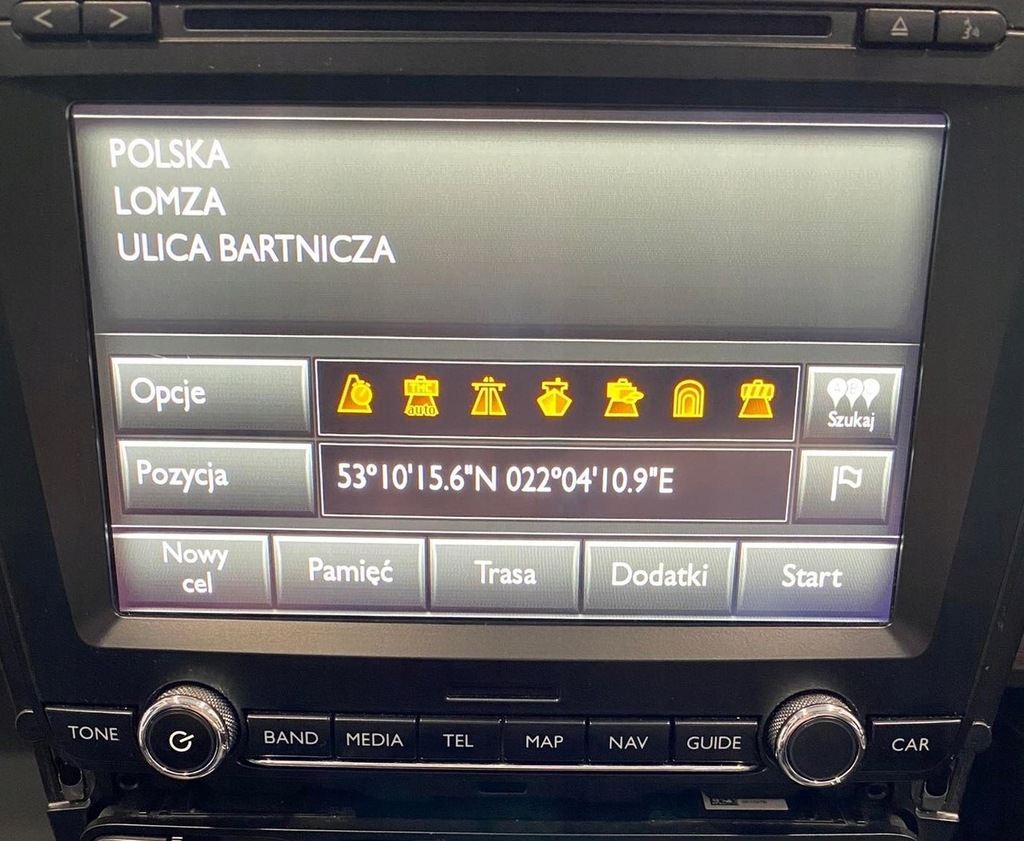 POLSKA
LOMZA
ULICA BARTNICZA
Opcje
TMC
auto
Szukaj
Pozycja
53°10'15.6"N 022°04'10.9"E
Nowy
cel
Pamięć
Trasa
Dodatki
Start
TONE
BAND
MEDIA
TEL
MAP
NAV
GUIDE
CAR